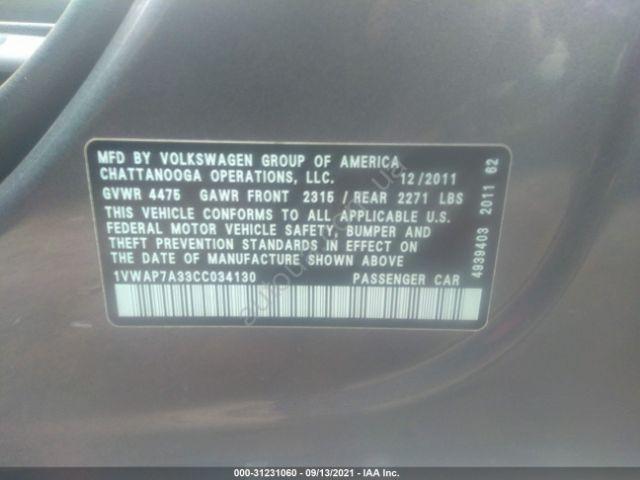 MFD BY VOLKSWAGEN GROUP OF AMERICA
CHATTANOOGA OPERATIONS, LLC. 12/2011
GVWR 4475 GAWR FRONT 2315 / REAR 2271 LBS
THIS VEHICLE CONFORMS TO ALL APPLICABLE U.S.
FEDERAL MOTOR VEHICLE SAFETY, BUMPER AND
THEFT PREVENTION STANDARDS IN EFFECT ON
THE DATE OF MANUFACTURE SHOWN ABOVE
1VWAP7A33CC034130 PASSENGER CAR
4939403 2011 62
000-31231060 - 09/13/2021 - IAA Inc.